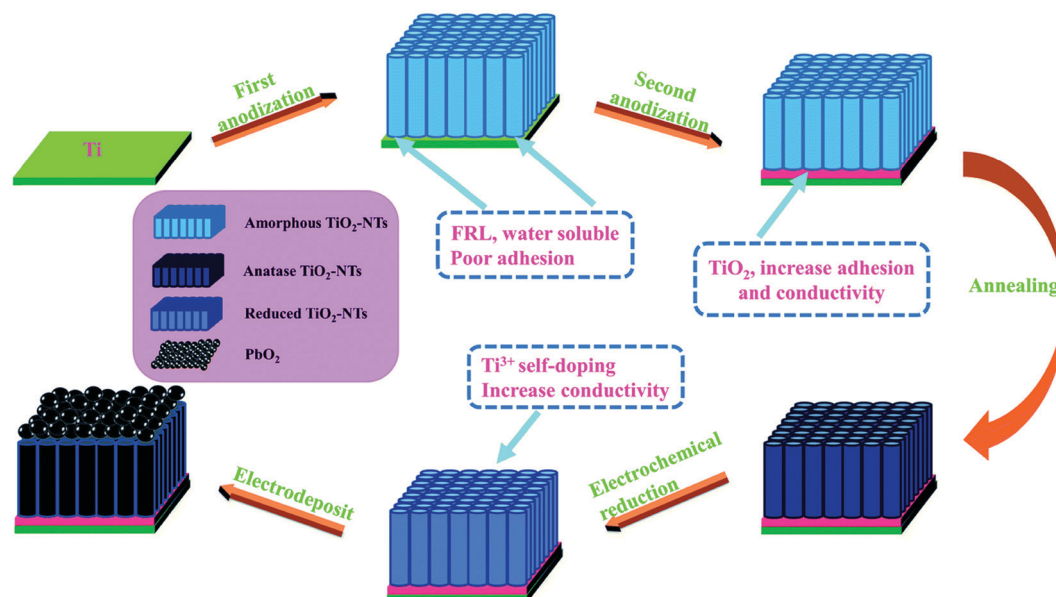 First
anodization
Second
anodization
Ti
FRL, water soluble
Poor adhesion
TiO₂, increase adhesion
and conductivity
Annealing
Amorphous TiO₂-NTs
Anatase TiO₂-NTs
Reduced TiO₂-NTs
PbO₂
Ti³⁺ self-doping
Increase conductivity
Electrochemical
reduction
Electrodeposit